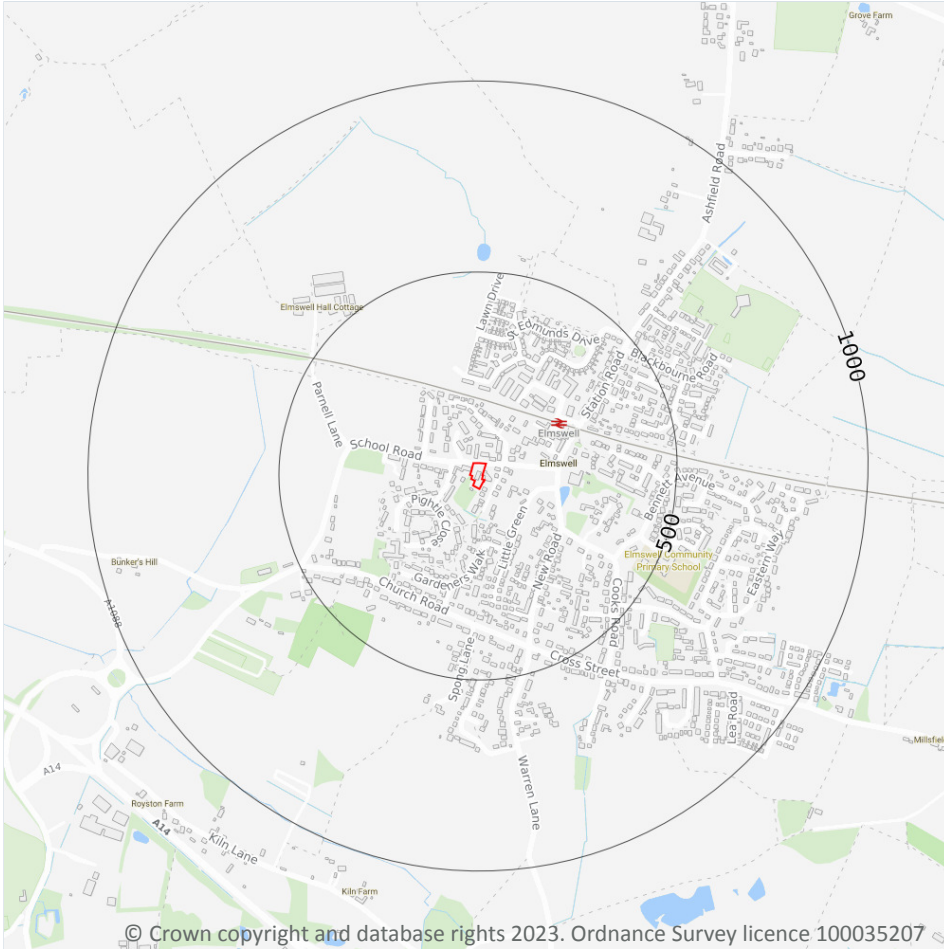 Grove Farm
Ashfield Road
Elmswell Hall Cottage
Lawn Drive
St Edmunds Drive
Blackbourne Road
Station Road
1000
Parnell Lane
Elmswell
School Road
Elmswell
Bennett Avenue
Pightle Close
500
Little Green
New Road
Elmswell Community
Primary School
Eastern Way
Bunker's Hill
Gardeners Walk
Church Road
Cooks Road
A1088
Cross Street
Spong Lane
Lea Road
Millsfield
A14
Warren Lane
Royston Farm
A14
Kiln Lane
Kiln Farm
© Crown copyright and database rights 2023. Ordnance Survey licence 100035207